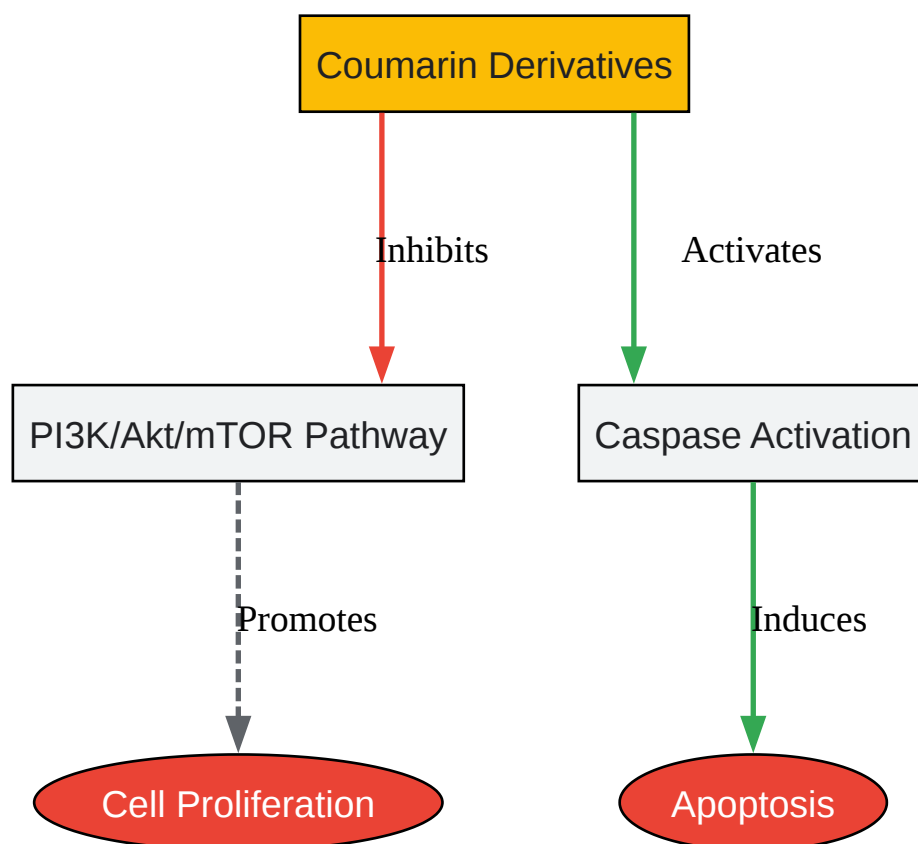 Coumarin Derivatives
Inhibits
Activates
PI3K/Akt/mTOR Pathway
Caspase Activation
Promotes
Induces
Cell Proliferation
Apoptosis